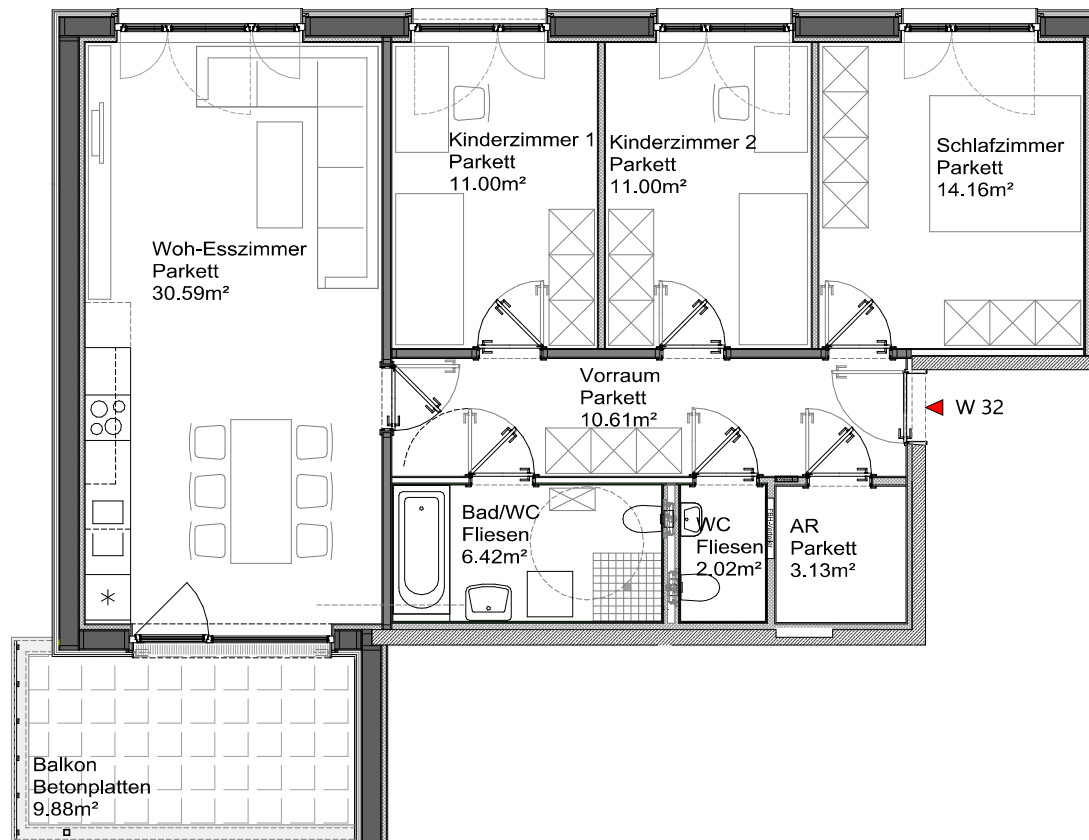 Kinderzimmer 1
Parkett
11.00m²
Kinderzimmer 2
Parkett
11.00m²
Schlafzimmer
Parkett
14.16m²
Woh-Esszimmer
Parkett
30.59m²
Vorraum
Parkett
10.61m²
W 32
Bad/WC
Fliesen
6.42m²
WC
Fliesen
2.02m²
AR
Parkett
3.13m²
Balkon
Betonplatten
9.88m²